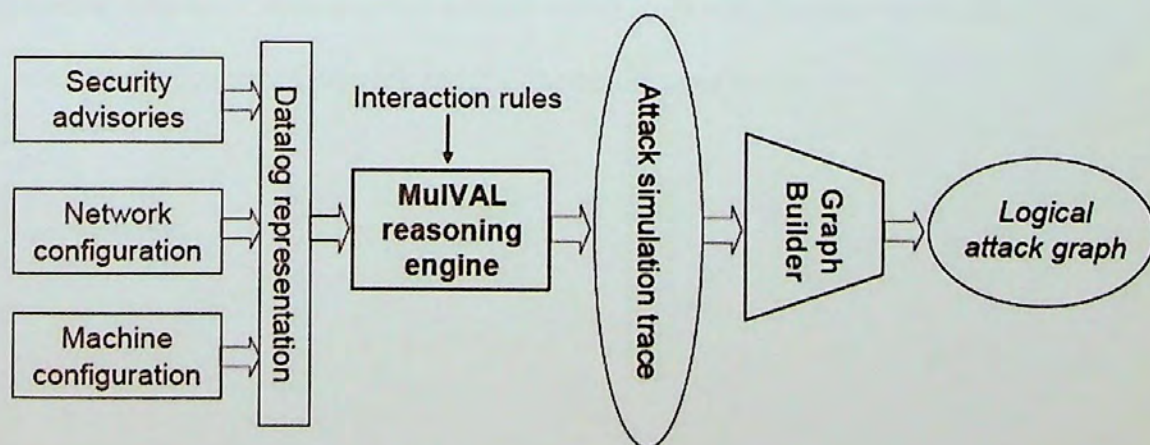 Security
advisories
Network
configuration
Machine
configuration
Datalog representation
Interaction rules
MulVAL
reasoning
engine
Attack simulation trace
Graph
Builder
Logical
attack graph